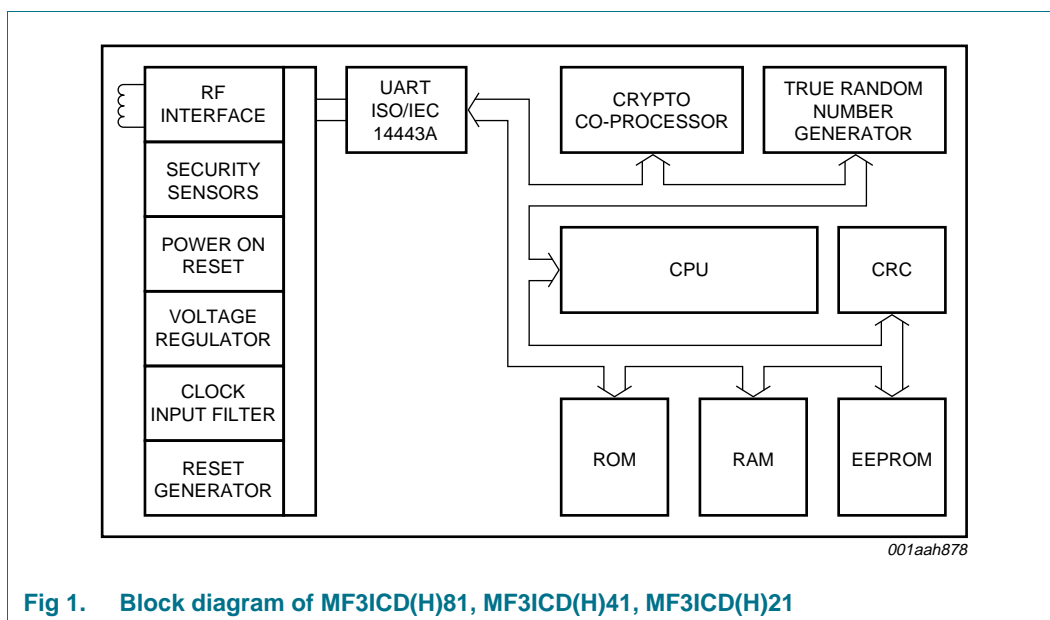 RF
INTERFACE
SECURITY
SENSORS
POWER ON
RESET
VOLTAGE
REGULATOR
CLOCK
INPUT FILTER
RESET
GENERATOR
UART
ISO/IEC
14443A
CRYPTO
CO-PROCESSOR
TRUE RANDOM
NUMBER
GENERATOR
CPU
CRC
ROM
RAM
EEPROM
001aah878
Fig 1. Block diagram of MF3ICD(H)81, MF3ICD(H)41, MF3ICD(H)21